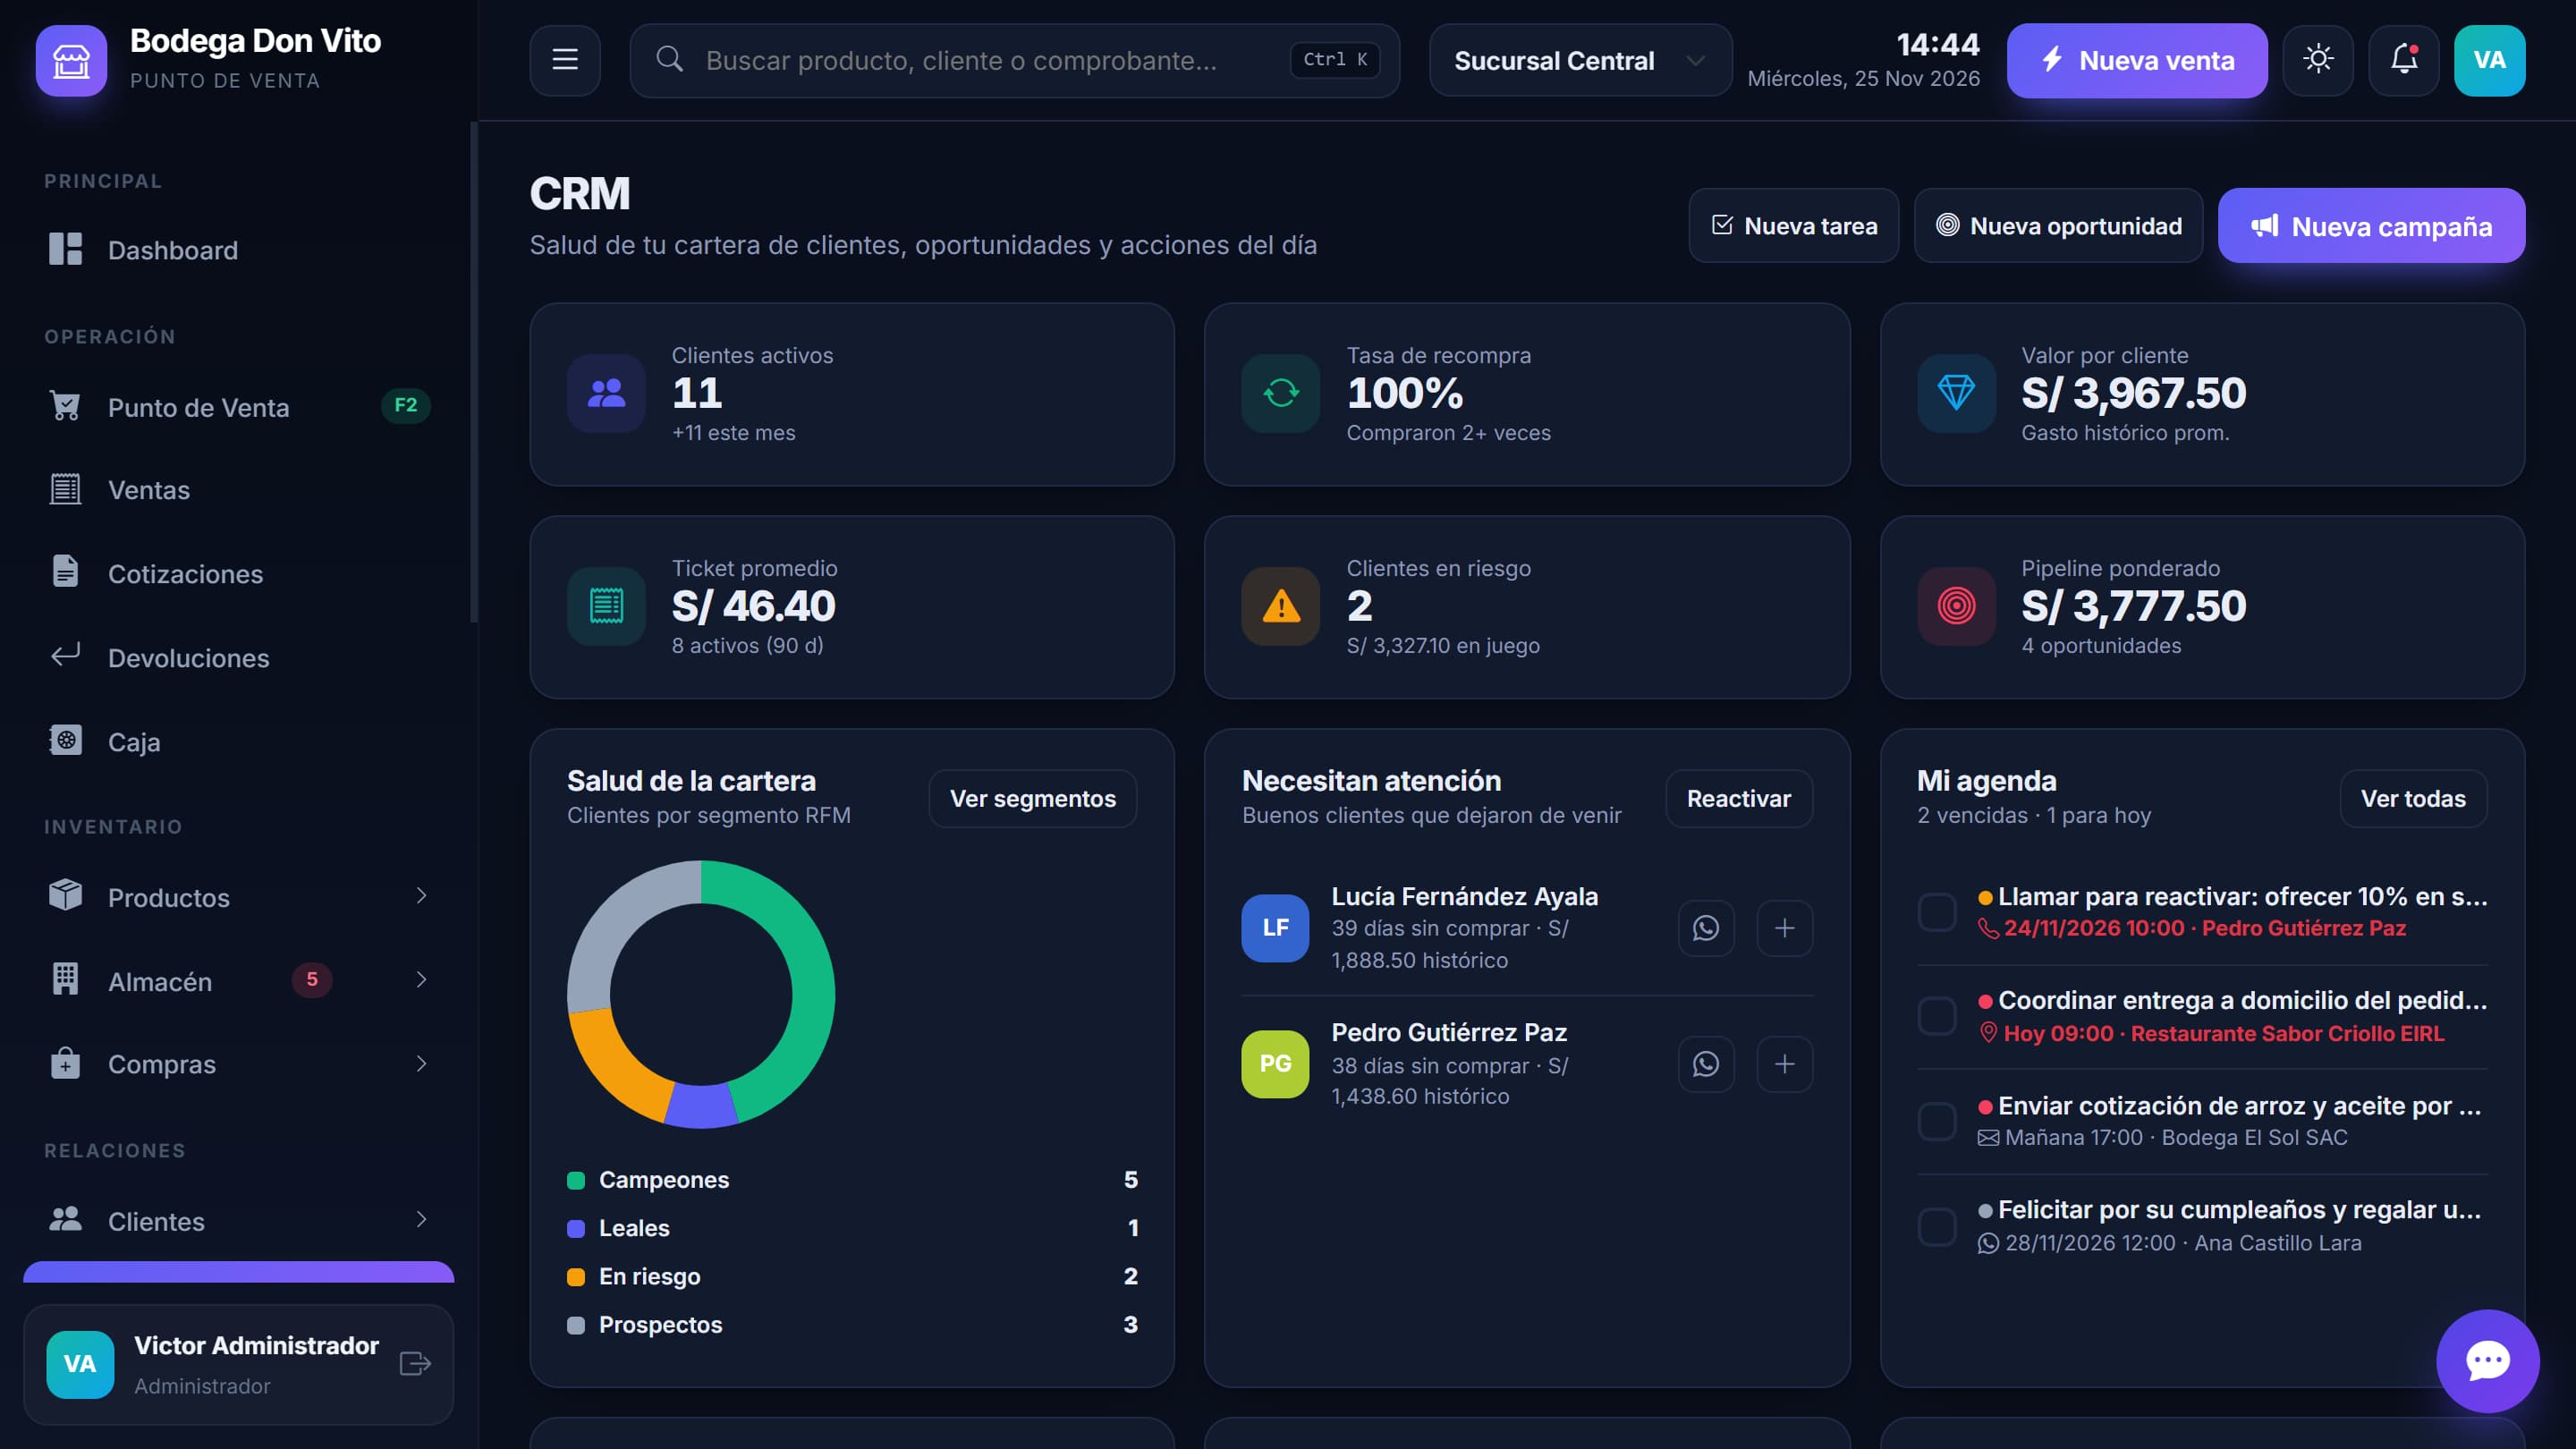 Bodega Don Vito
PUNTO DE VENTA
PRINCIPAL
Dashboard
OPERACIÓN
Punto de Venta F2
Ventas
Cotizaciones
Devoluciones
Caja
INVENTARIO
Productos
Almacén 5
Compras
RELACIONES
Clientes
VA
Victor Administrador
Administrador
Buscar producto, cliente o comprobante... Ctrl K
Sucursal Central
14:44
Miércoles, 25 Nov 2026
Nueva venta
VA
CRM
Salud de tu cartera de clientes, oportunidades y acciones del día
Nueva tarea
Nueva oportunidad
Nueva campaña
Clientes activos
11
+11 este mes
Tasa de recompra
100%
Compraron 2+ veces
Valor por cliente
S/ 3,967.50
Gasto histórico prom.
Ticket promedio
S/ 46.40
8 activos (90 d)
Clientes en riesgo
2
S/ 3,327.10 en juego
Pipeline ponderado
S/ 3,777.50
4 oportunidades
Salud de la cartera
Clientes por segmento RFM
Ver segmentos
Campeones 5
Leales 1
En riesgo 2
Prospectos 3
Necesitan atención
Buenos clientes que dejaron de venir
Reactivar
LF
Lucía Fernández Ayala
39 días sin comprar · S/
1,888.50 histórico
PG
Pedro Gutiérrez Paz
38 días sin comprar · S/
1,438.60 histórico
Mi agenda
2 vencidas · 1 para hoy
Ver todas
Llamar para reactivar: ofrecer 10% en s...
24/11/2026 10:00 · Pedro Gutiérrez Paz
Coordinar entrega a domicilio del pedid...
Hoy 09:00 · Restaurante Sabor Criollo EIRL
Enviar cotización de arroz y aceite por ...
Mañana 17:00 · Bodega El Sol SAC
Felicitar por su cumpleaños y regalar u...
28/11/2026 12:00 · Ana Castillo Lara